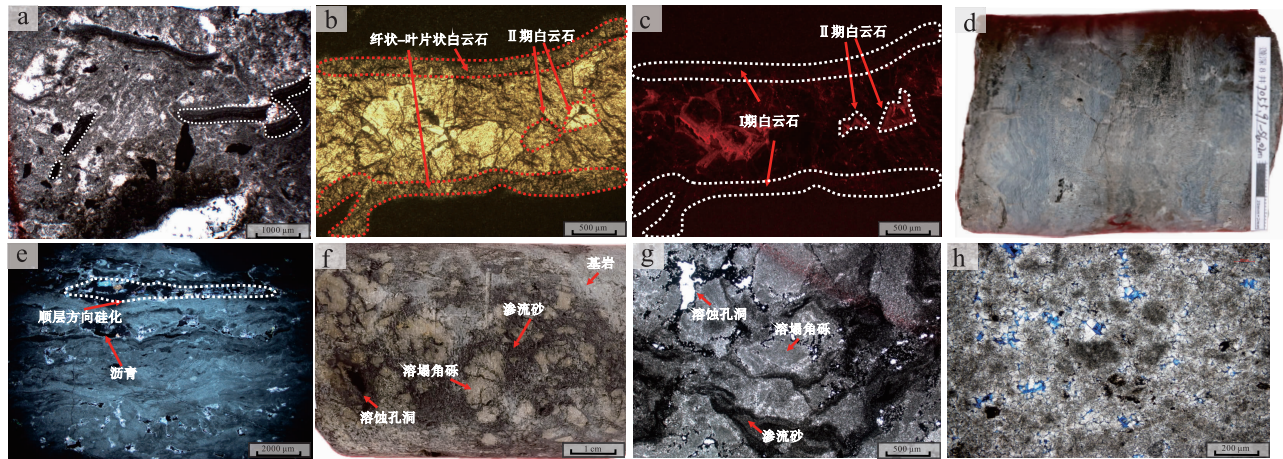 a
1000 μm
b
纤状–叶片状白云石
Ⅱ期白云石
500 μm
c
Ⅱ期白云石
Ⅰ期白云石
500 μm
d
e
顺层方向硅化
沥青
2000 μm
f
基岩
渗流砂
溶塌角砾
溶蚀孔洞
1 cm
g
溶蚀孔洞
溶塌角砾
渗流砂
500 μm
h
200 μm